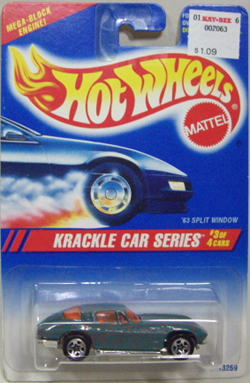 MEGA-BLOCK
ENGINE!
01 KAY-BEE 6
002063
$1.09
Hot Wheels
MATTEL
'63 SPLIT WINDOW
KRACKLE CAR SERIES
#3 OF
4 CARS
13269